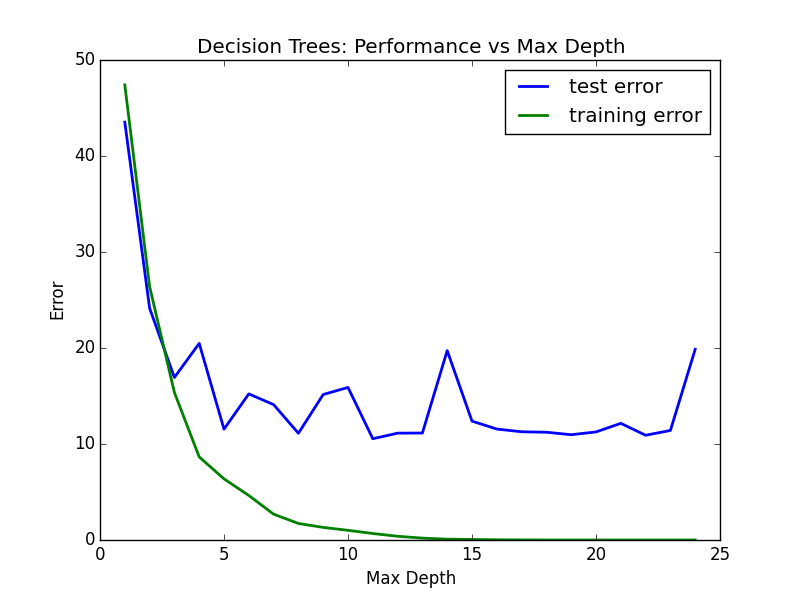 Decision Trees: Performance vs Max Depth
test error
training error
50
40
30
20
10
0
Error
0 5 10 15 20 25
Max Depth